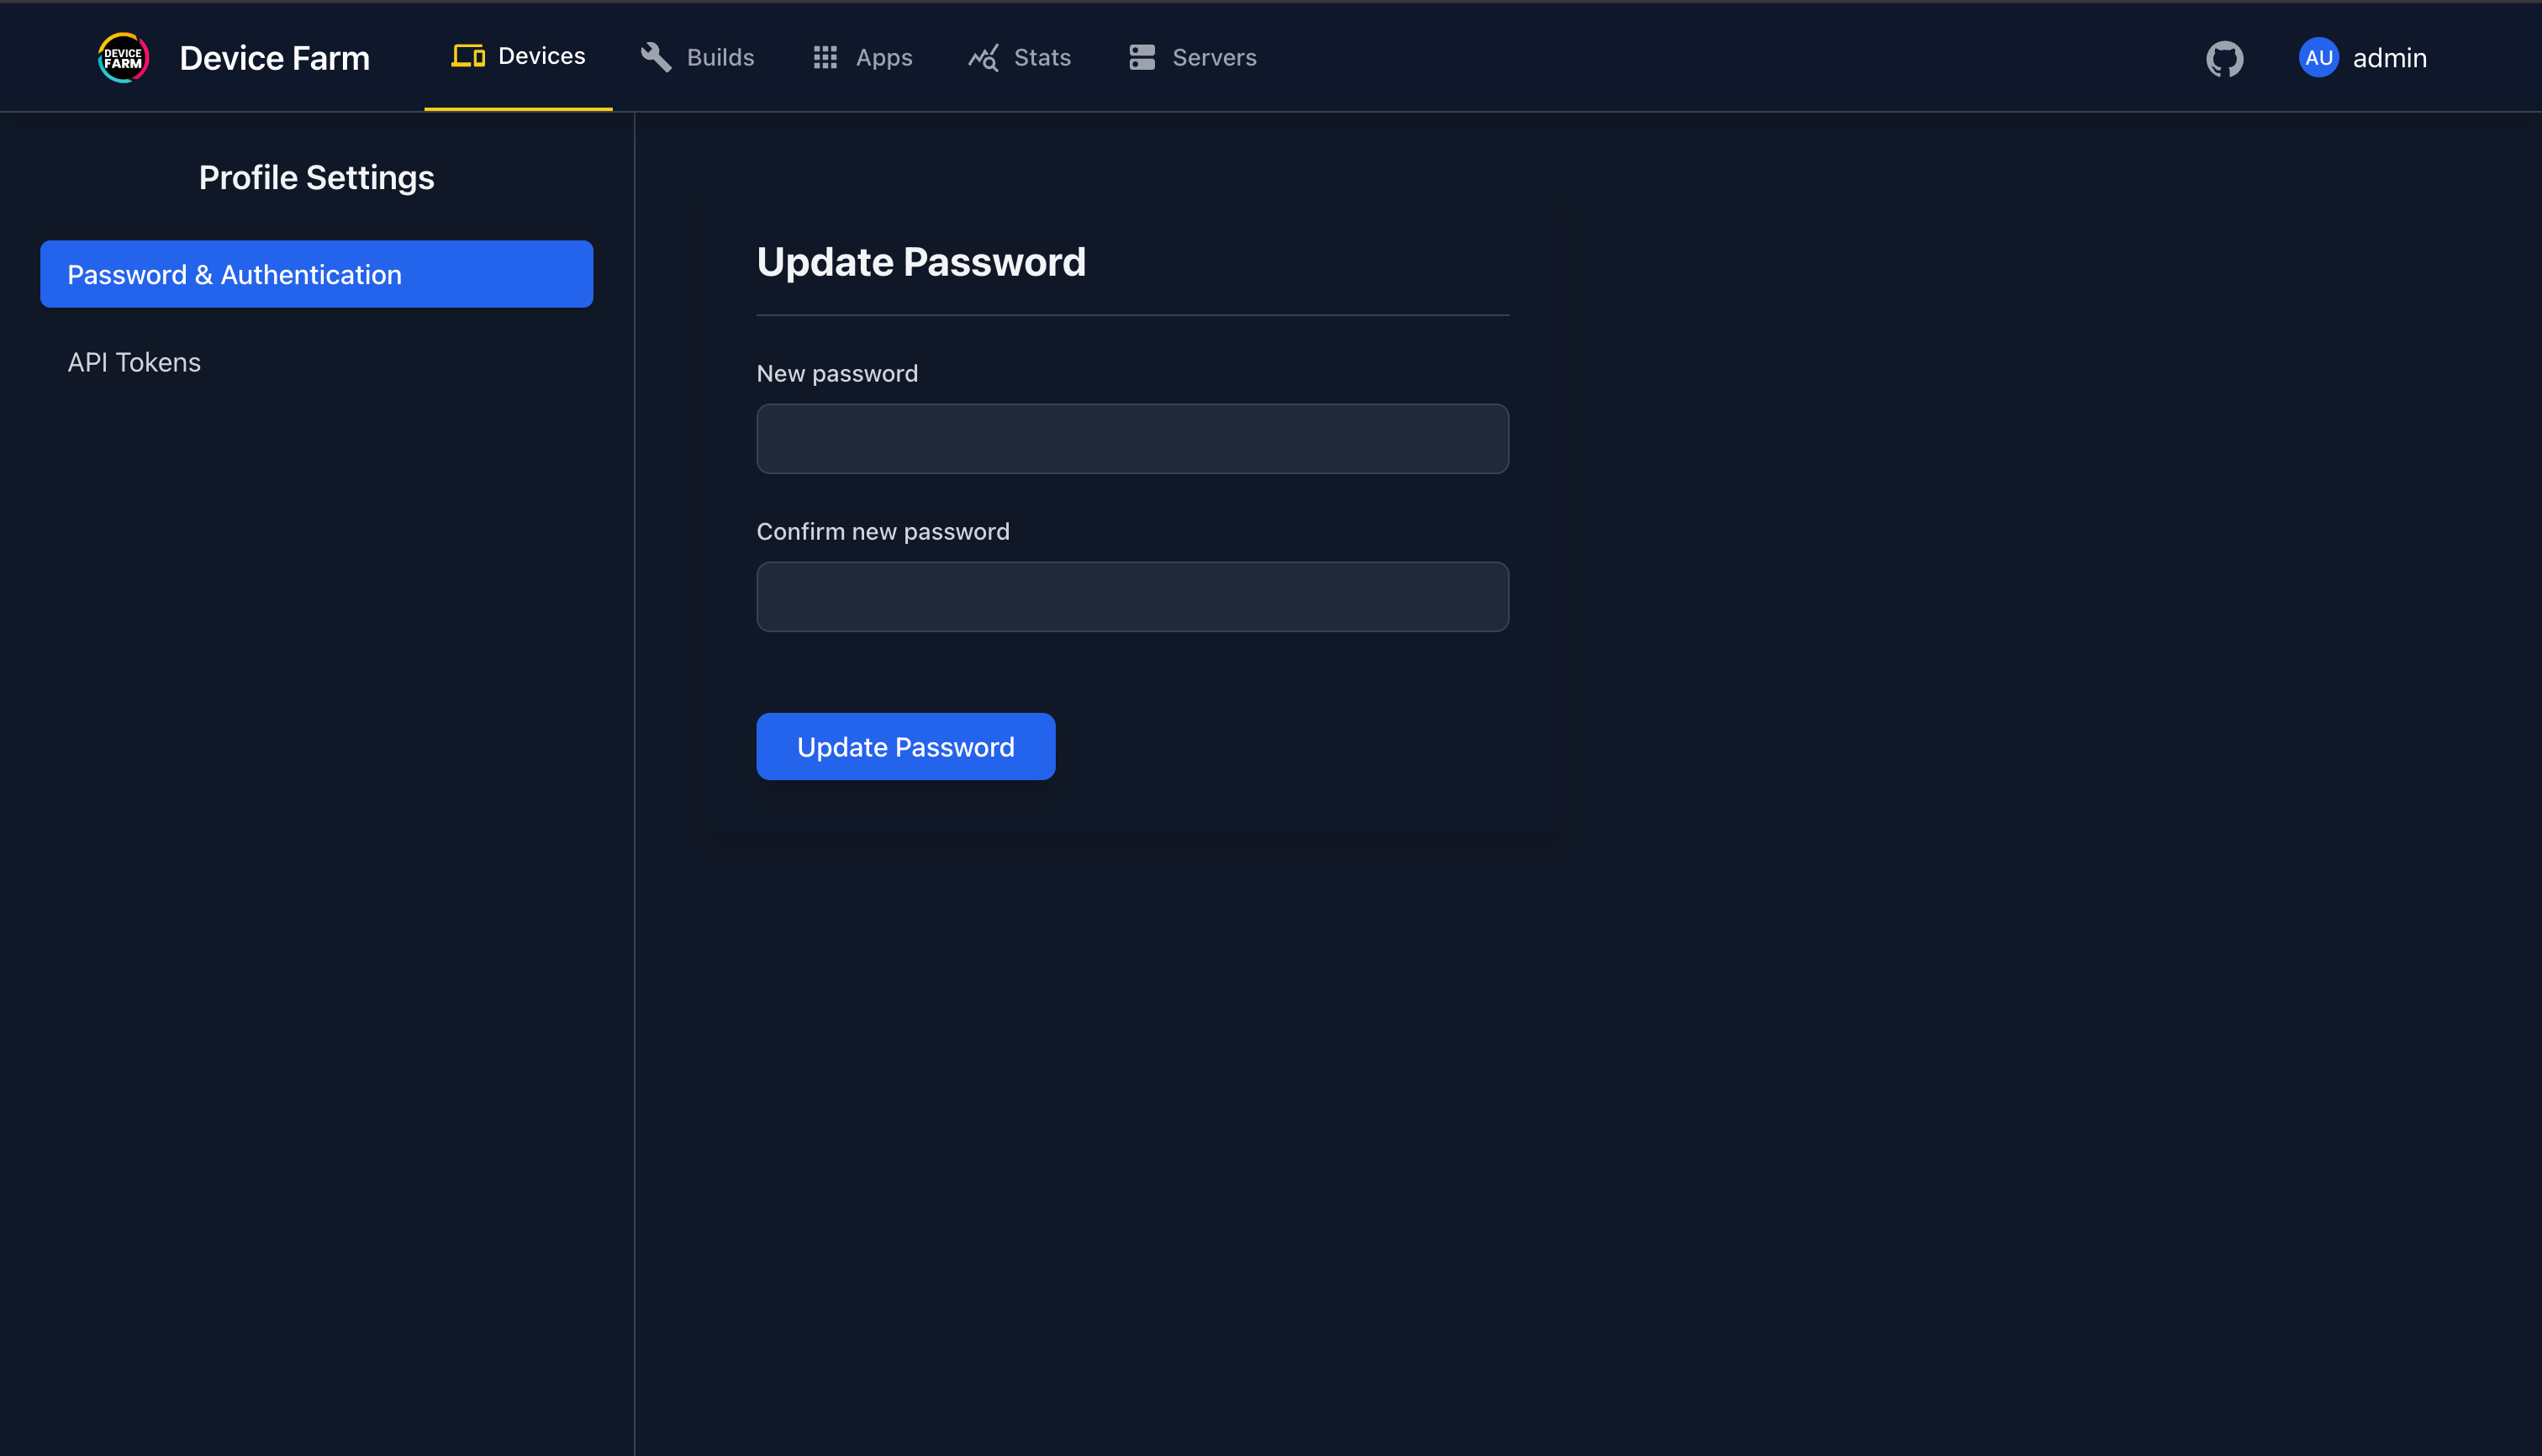 DEVICE
FARM
Device Farm
Devices
Builds
Apps
Stats
Servers
AU
admin
Profile Settings
Password & Authentication
API Tokens
Update Password
New password
Confirm new password
Update Password